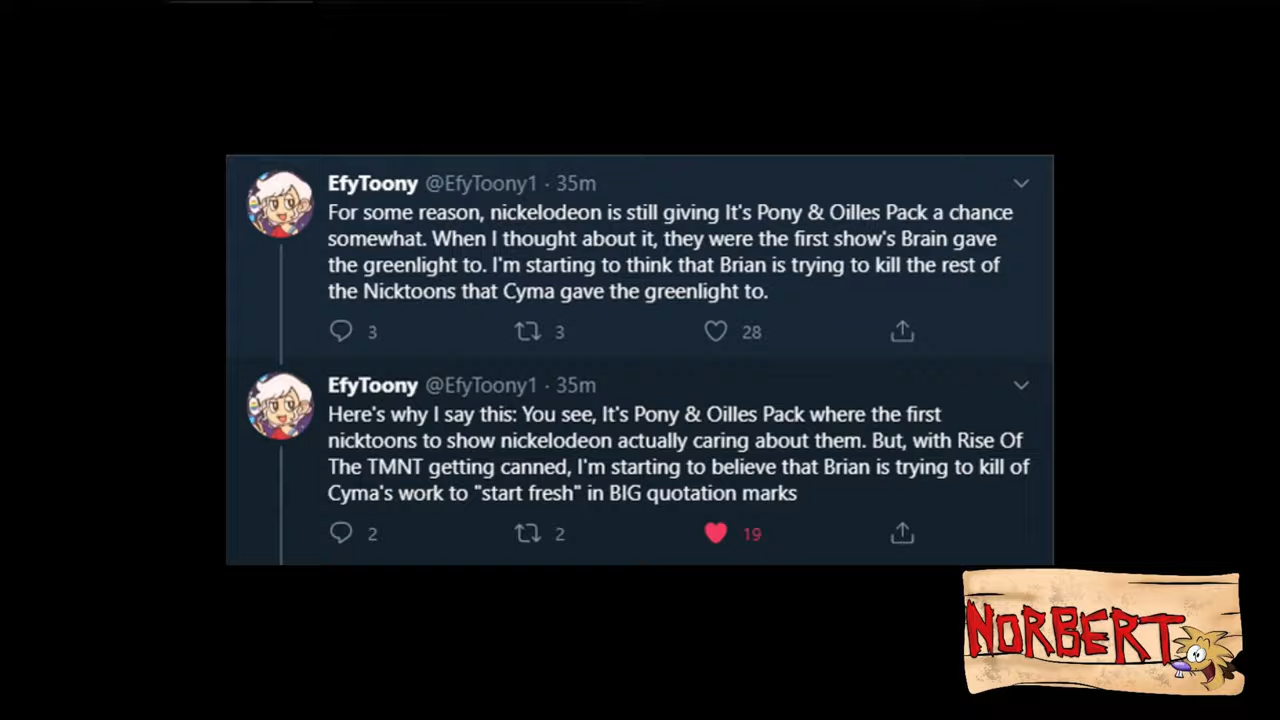 EfyToony @EfyToony1 · 35m
For some reason, nickelodeon is still giving It's Pony & Oilles Pack a chance
somewhat. When I thought about it, they were the first show's Brain gave
the greenlight to. I'm starting to think that Brian is trying to kill the rest of
the Nicktoons that Cyma gave the greenlight to.
3 3 28
EfyToony @EfyToony1 · 35m
Here's why I say this: You see, It's Pony & Oilles Pack where the first
nicktoons to show nickelodeon actually caring about them. But, with Rise Of
The TMNT getting canned, I'm starting to believe that Brian is trying to kill of
Cyma's work to "start fresh" in BIG quotation marks
2 2 19
NORBERT